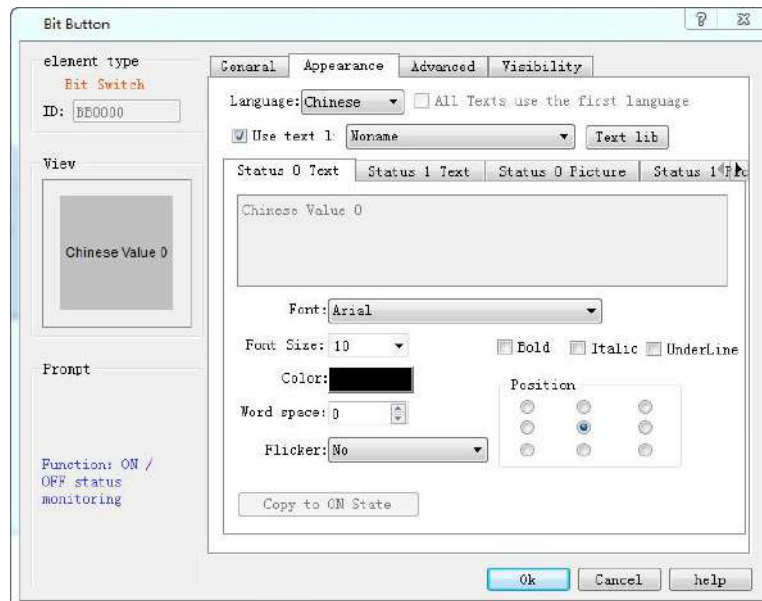 Bit Button
element type
Bit Switch
ID: BB0000
View
Chinese Value 0
Prompt
Function: ON /
OFF status
monitoring
General Appearance Advanced Visibility
Language: Chinese All Texts use the first language
Use text l: Noname Text lib
Status 0 Text Status 1 Text Status 0 Picture Status 1
Chinese Value 0
Font: Arial
Font Size: 10 Bold Italic UnderLine
Color:
Position
Word space: 0
Flicker: No
Copy to ON State
Ok Cancel help